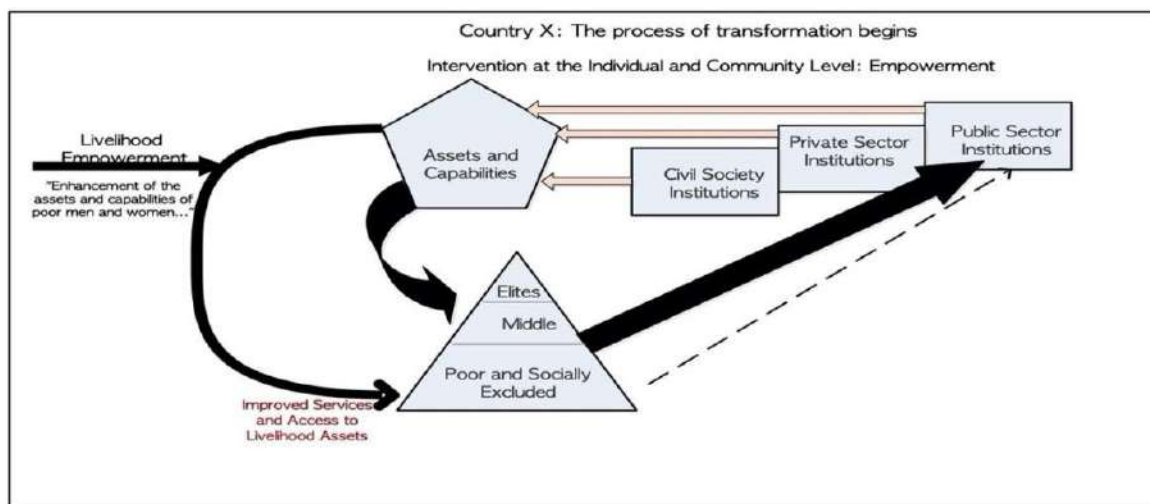 Country X: The process of transformation begins
Intervention at the Individual and Community Level: Empowerment
Livelihood
Empowerment
"Enhancement of the
assets and capabilities of
poor men and women..."
Assets and
Capabilities
Civil Society
Institutions
Private Sector
Institutions
Public Sector
Institutions
Elites
Middle
Poor and Socially
Excluded
Improved Services
and Access to
Livelihood Assets